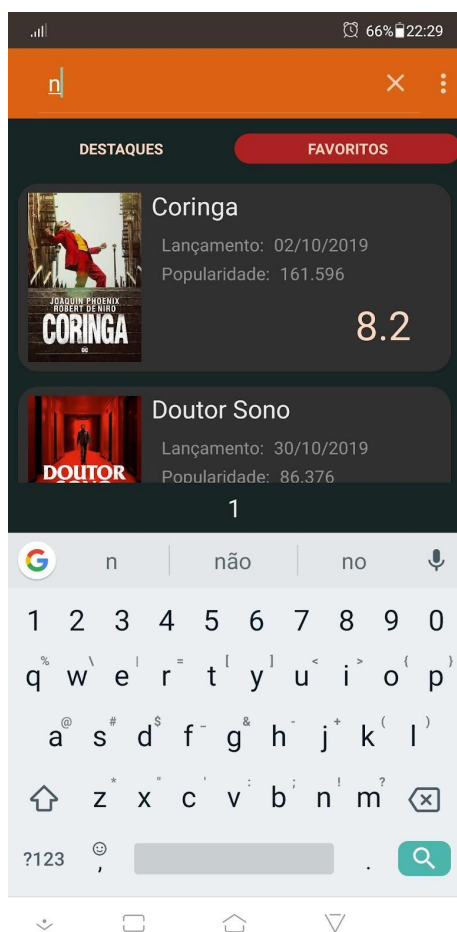 66% 22:29
n
DESTAQUES FAVORITOS
Coringa
Lançamento: 02/10/2019
Popularidade: 161.596
8.2
JOAQUIN PHOENIX
ROBERT DE NIRO
CORINGA
Doutor Sono
Lançamento: 30/10/2019
Popularidade: 86.376
DOUTOR
SONO
1
G n não no
1 2 3 4 5 6 7 8 9 0
% \ | = [ ] < > { }
q w e r t y u i o p
@ # $ _ & - + ( )
a s d f g h j k l
* " ' : ; ! ?
z x c v b n m
?123 , .